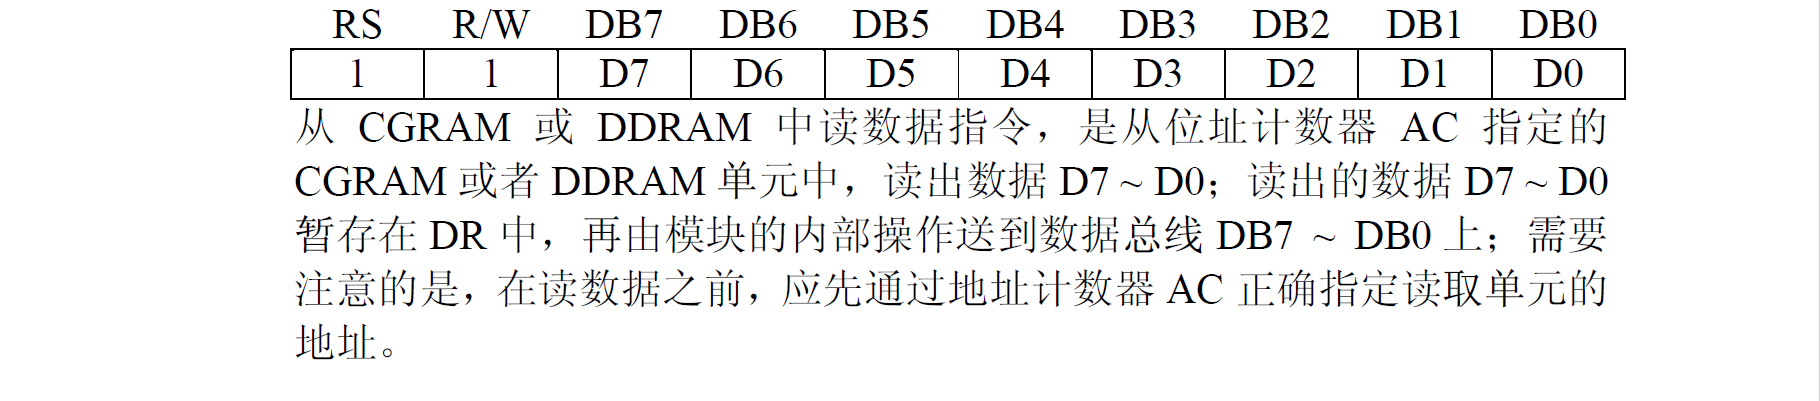 RS R/W DB7 DB6 DB5 DB4 DB3 DB2 DB1 DB0
1 1 D7 D6 D5 D4 D3 D2 D1 D0
从 CGRAM 或 DDRAM 中读数据指令，是从位址计数器 AC 指定的
CGRAM 或者 DDRAM 单元中，读出数据 D7 ~ D0；读出的数据 D7 ~ D0
暂存在 DR 中，再由模块的内部操作送到数据总线 DB7 ~ DB0 上；需要
注意的是，在读数据之前，应先通过地址计数器 AC 正确指定读取单元的
地址。